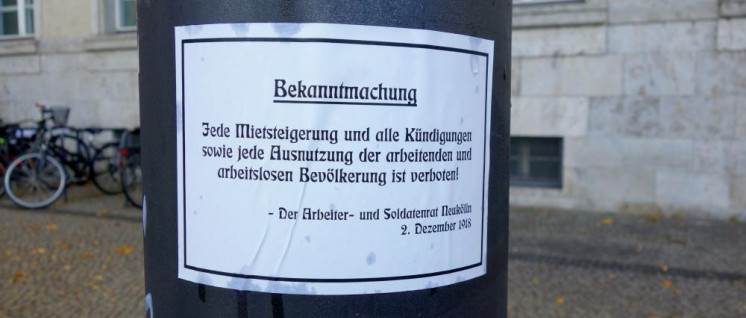 Bekanntmachung
Jede Mietsteigerung und alle Kündigungen
sowie jede Ausnutzung der arbeitenden und
arbeitslosen Bevölkerung ist verboten!
- Der Arbeiter- und Soldatenrat Neukölln
2. Dezember 1918